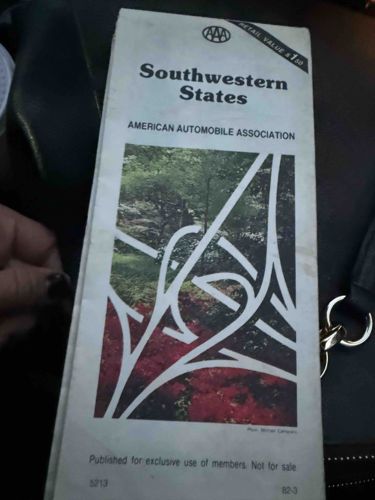 AAA
RETAIL VALUE $1.50
Southwestern
States
AMERICAN AUTOMOBILE ASSOCIATION
Published for exclusive use of members. Not for sale
5213
82-3